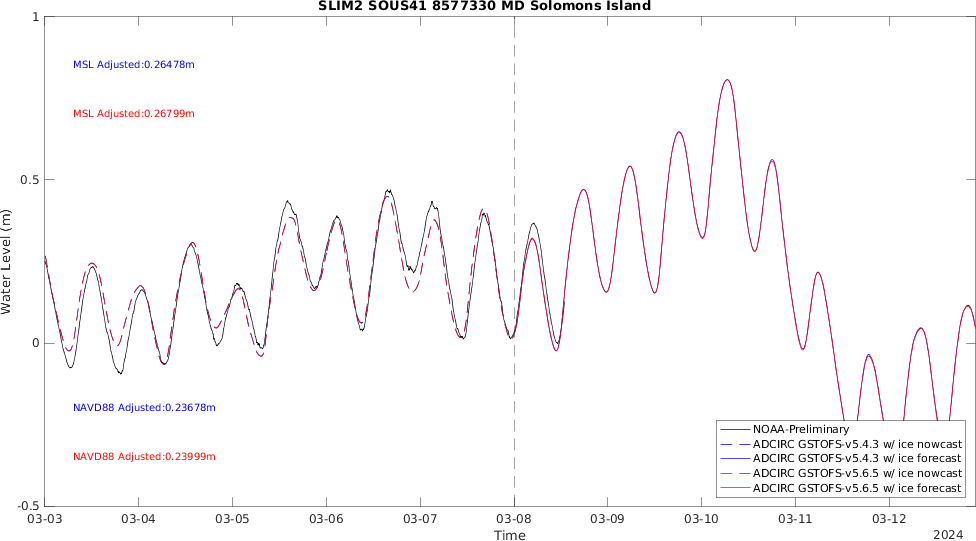 SLIM2 SOUS41 8577330 MD Solomons Island
1
MSL Adjusted:0.26478m
MSL Adjusted:0.26799m
0.5
Water Level (m)
0
NAVD88 Adjusted:0.23678m
NAVD88 Adjusted:0.23999m
NOAA-Preliminary
ADCIRC GSTOFS-v5.4.3 w/ ice nowcast
ADCIRC GSTOFS-v5.4.3 w/ ice forecast
ADCIRC GSTOFS-v5.6.5 w/ ice nowcast
ADCIRC GSTOFS-v5.6.5 w/ ice forecast
-0.5
03-03 03-04 03-05 03-06 03-07 03-08 03-09 03-10 03-11 03-12
Time
2024